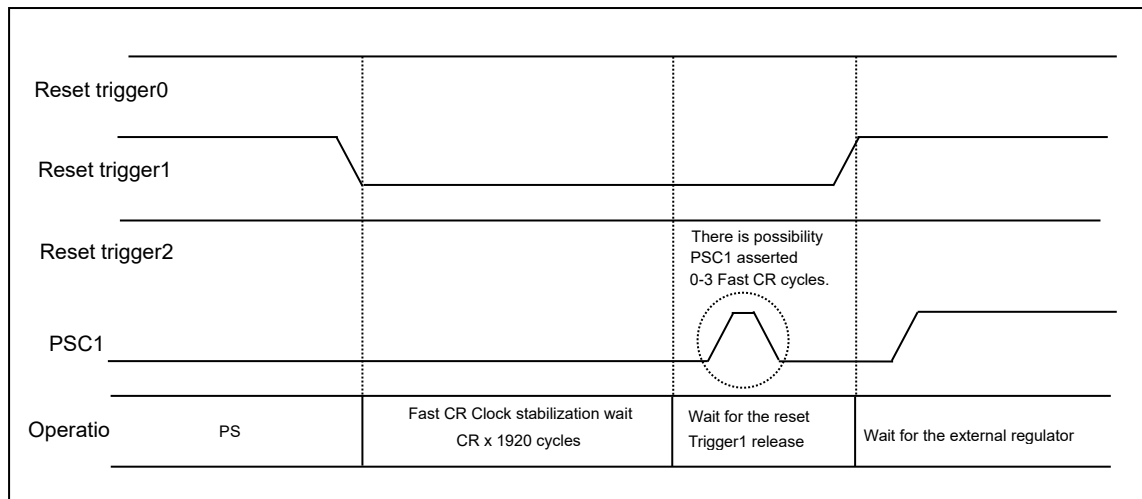 Reset trigger0
Reset trigger1
Reset trigger2
There is possibility
PSC1 asserted
0-3 Fast CR cycles.
PSC1
Operatio
PS
Fast CR Clock stabilization wait
CR x 1920 cycles
Wait for the reset
Trigger1 release
Wait for the external regulator